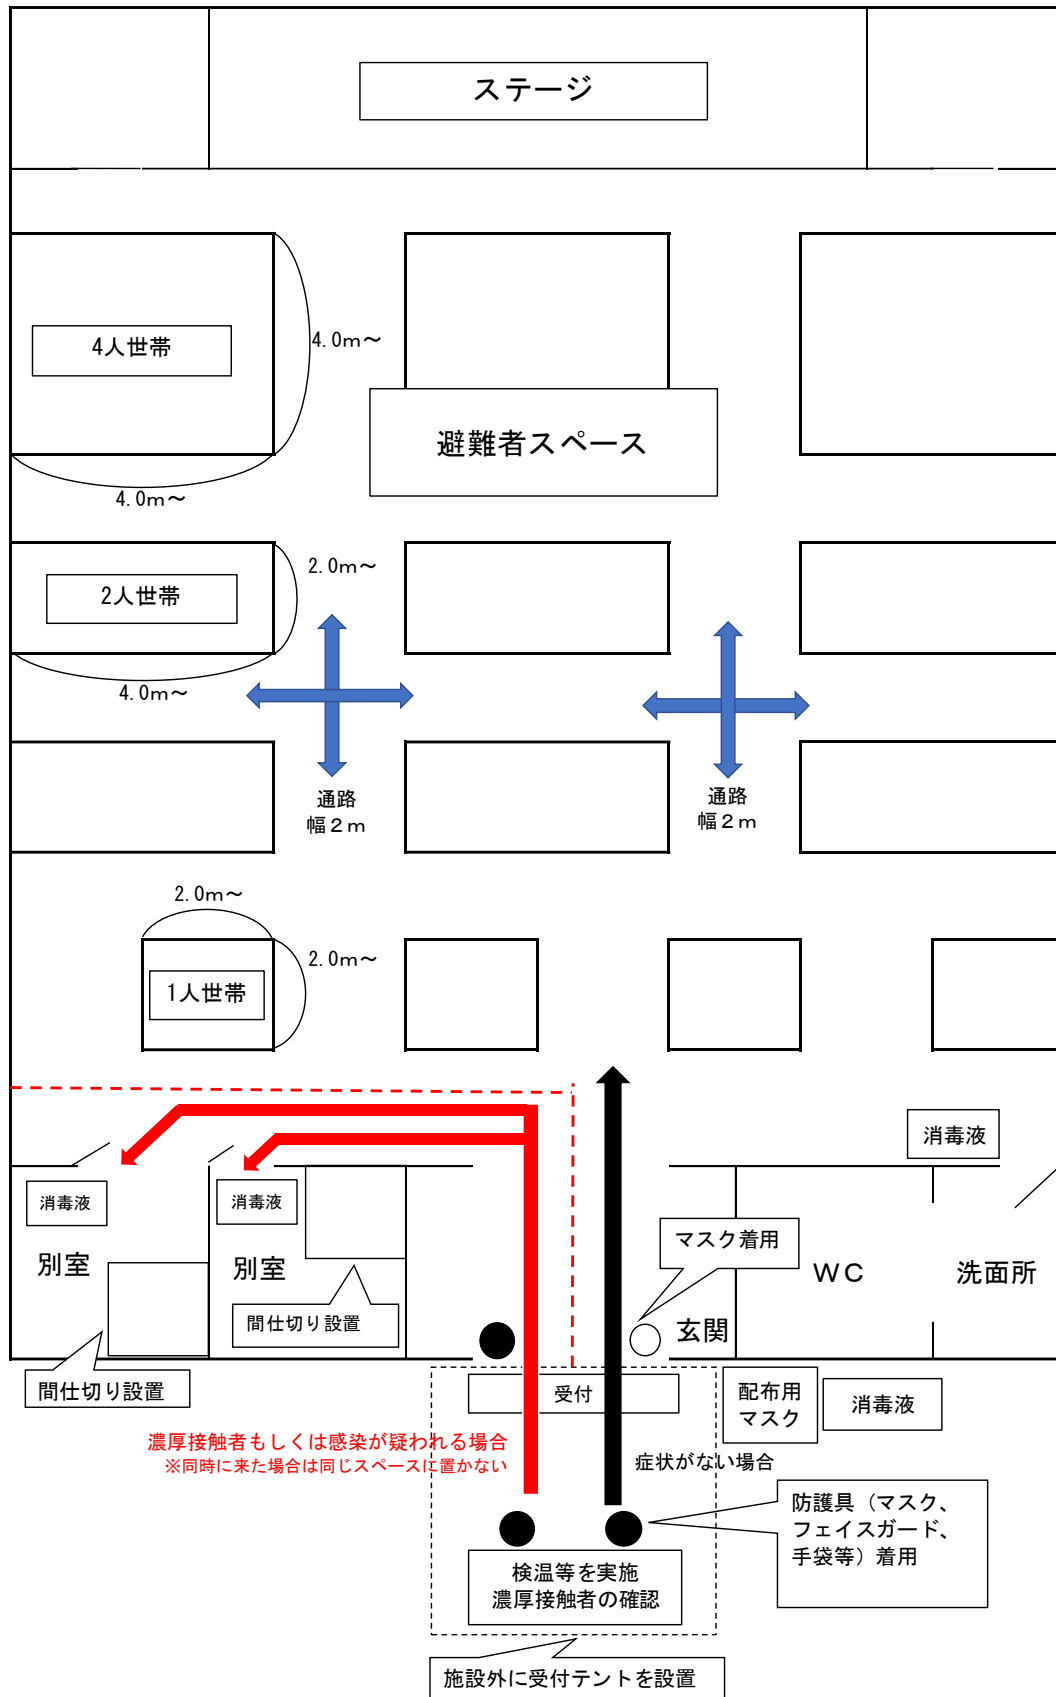 ステージ
4人世帯
4.0m～
避難者スペース
4.0m～
2人世帯
2.0m～
4.0m～
通路
幅２ｍ
通路
幅２ｍ
2.0m～
1人世帯
2.0m～
消毒液
消毒液
別室
消毒液
別室
マスク着用
ＷＣ
洗面所
間仕切り設置
玄関
間仕切り設置
受付
配布用
マスク
消毒液
濃厚接触者もしくは感染が疑われる場合
※同時に来た場合は同じスペースに置かない
症状がない場合
防護具（マスク、
フェイスガード、
手袋等）着用
検温等を実施
濃厚接触者の確認
施設外に受付テントを設置